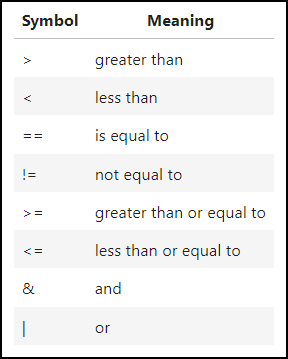 Symbol Meaning
> greater than
< less than
== is equal to
!= not equal to
>= greater than or equal to
<= less than or equal to
& and
| or